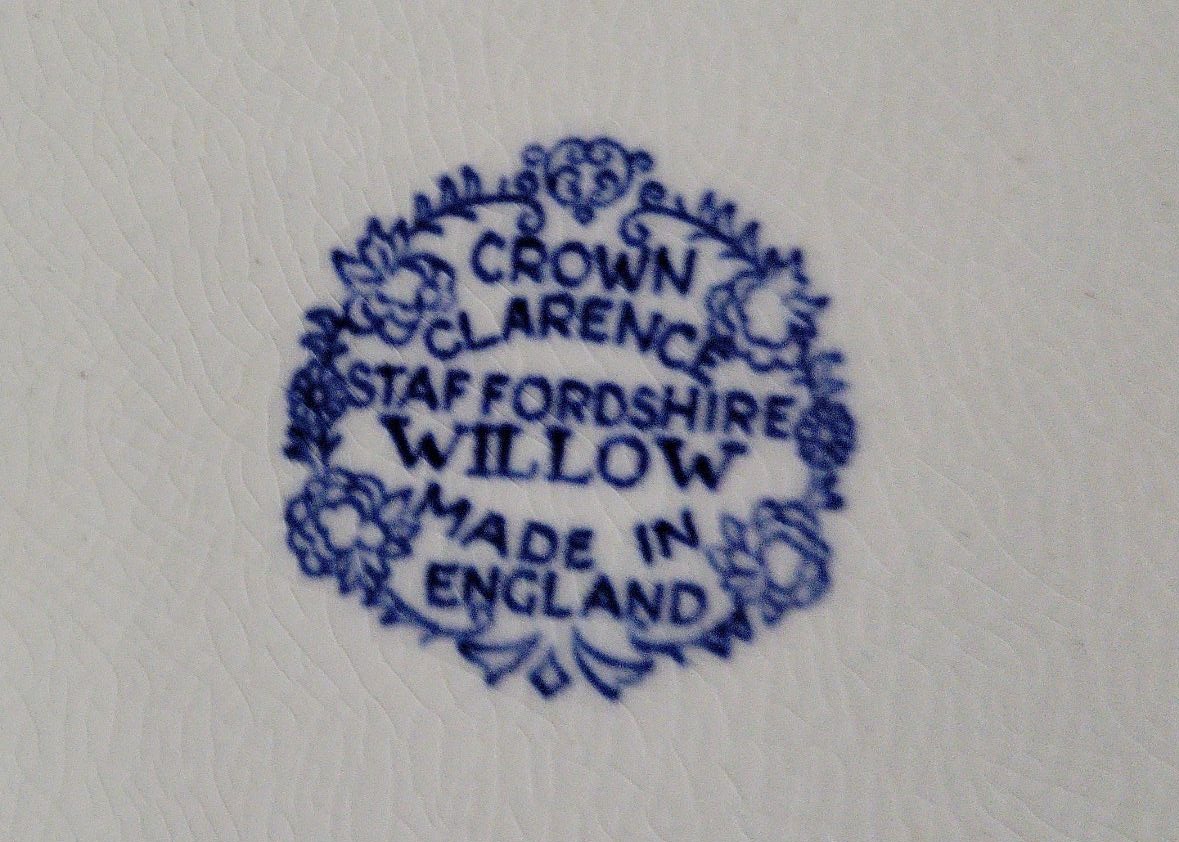 CROWN
CLARENCE
STAFFORDSHIRE
WILLOW
MADE IN
ENGLAND